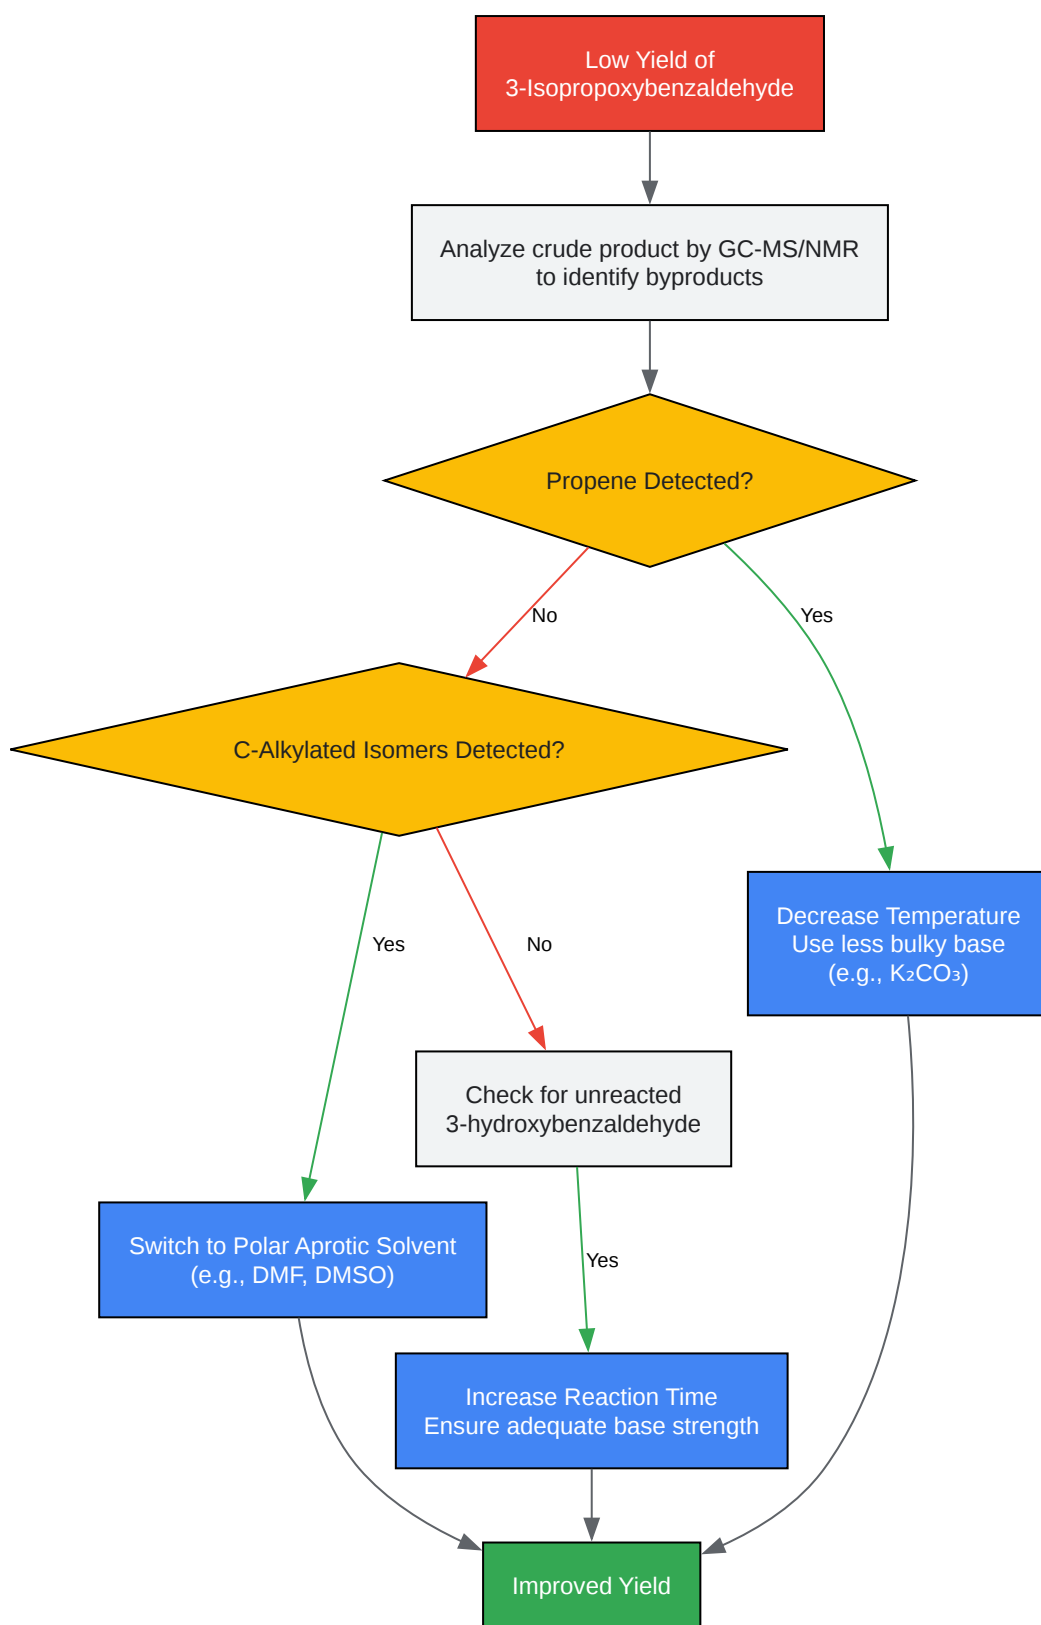 Low Yield of
3-Isopropoxybenzaldehyde
Analyze crude product by GC-MS/NMR
to identify byproducts
Propene Detected?
No
Yes
C-Alkylated Isomers Detected?
Yes
No
Decrease Temperature
Use less bulky base
(e.g., K₂CO₃)
Check for unreacted
3-hydroxybenzaldehyde
Switch to Polar Aprotic Solvent
(e.g., DMF, DMSO)
Yes
Increase Reaction Time
Ensure adequate base strength
Improved Yield